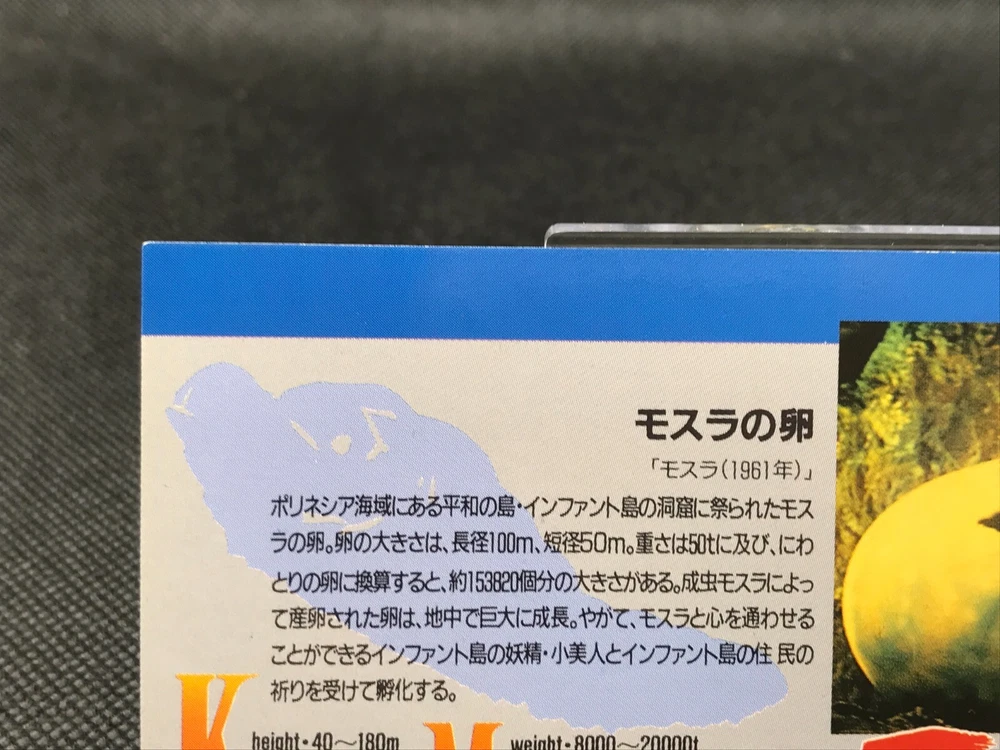 モスラの卵
「モスラ(1961年)」
ポリネシア海域にある平和の島・インファント島の洞窟に祭られたモス
ラの卵。卵の大きさは、長径100m、短径50m。重さは50tに及び、にわ
とりの卵に換算すると、約153820個分の大きさがある。成虫モスラによっ
て産卵された卵は、地中で巨大に成長。やがて、モスラと心を通わせる
ことができるインファント島の妖精・小美人とインファント島の住 民の
祈りを受けて孵化する。
K height・40〜180m M weight・8000〜20000t